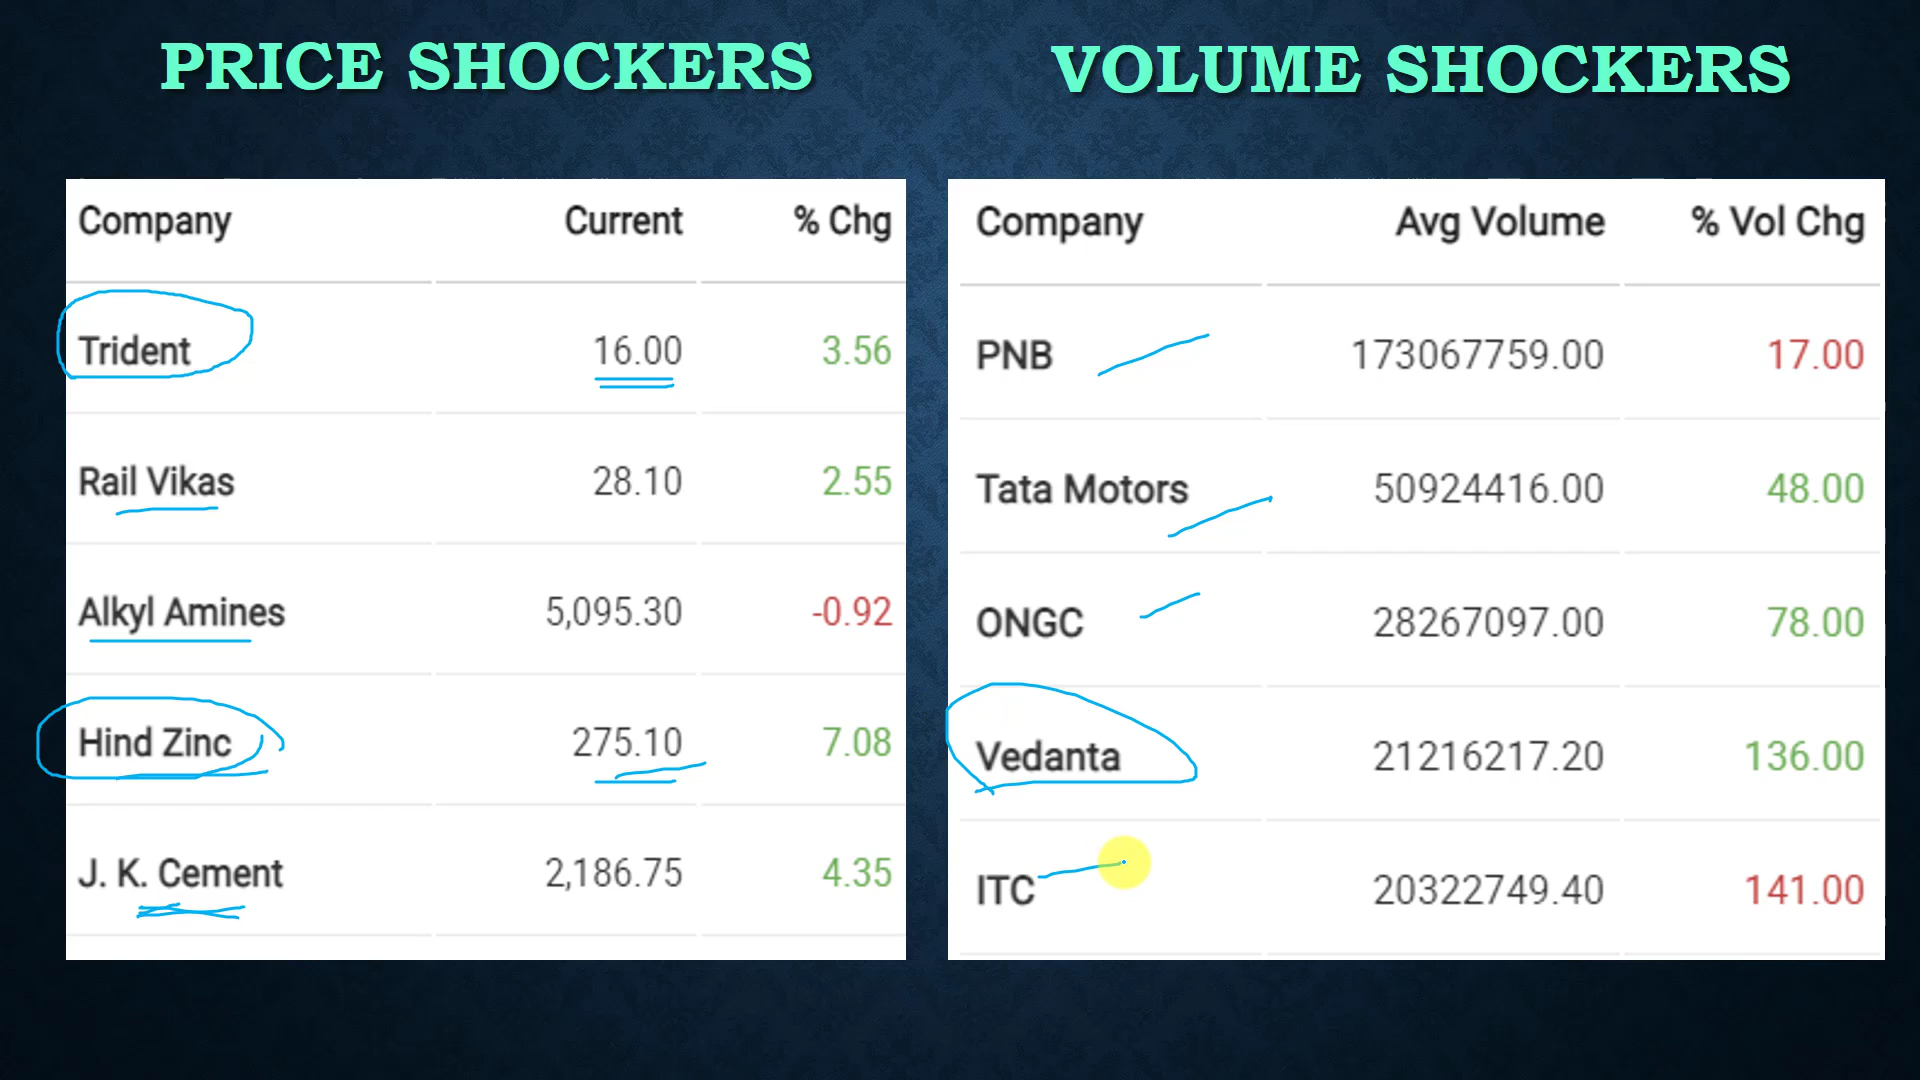 PRICE SHOCKERS
Company Current % Chg
Trident 16.00 3.56
Rail Vikas 28.10 2.55
Alkyl Amines 5,095.30 -0.92
Hind Zinc 275.10 7.08
J. K. Cement 2,186.75 4.35
VOLUME SHOCKERS
Company Avg Volume % Vol Chg
PNB 173067759.00 17.00
Tata Motors 50924416.00 48.00
ONGC 28267097.00 78.00
Vedanta 21216217.20 136.00
ITC 20322749.40 141.00